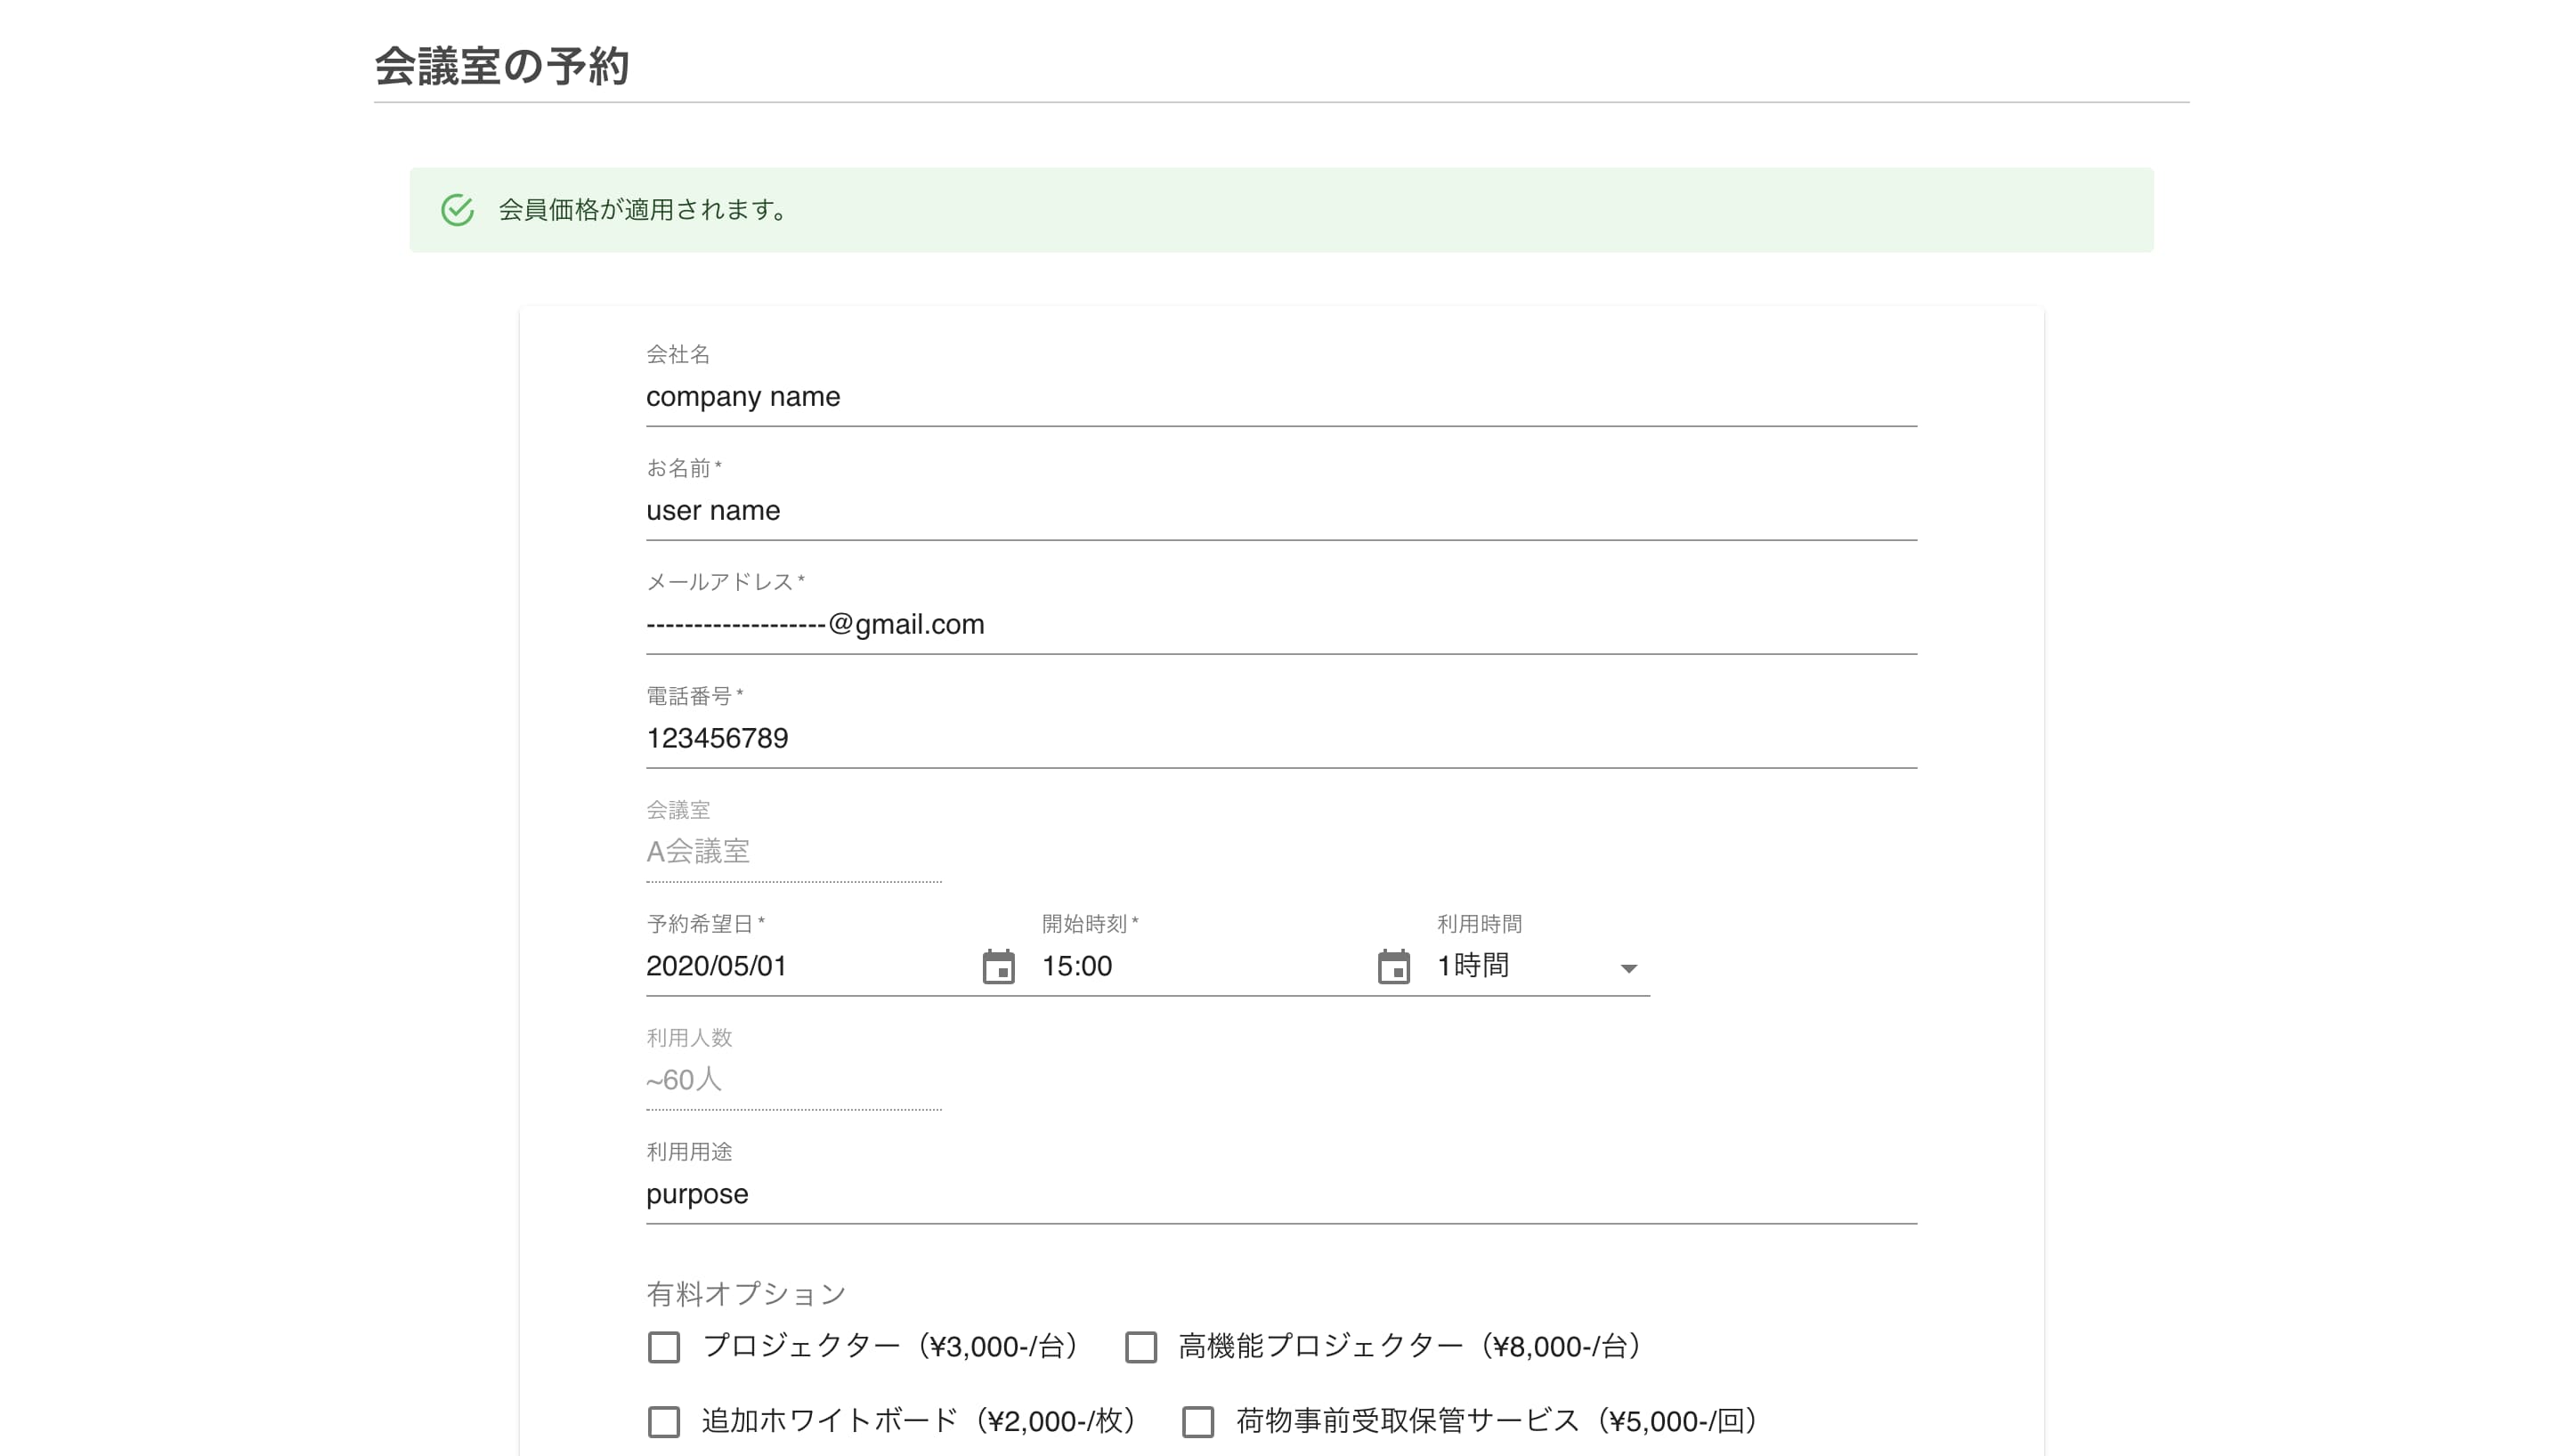 会議室の予約
会員価格が適用されます。
会社名
company name
お名前*
user name
メールアドレス*
-------------------@gmail.com
電話番号*
123456789
会議室
A会議室
予約希望日* 開始時刻* 利用時間
2020/05/01 15:00 1時間
利用人数
~60人
利用用途
purpose
有料オプション
プロジェクター（¥3,000-/台） 高機能プロジェクター（¥8,000-/台）
追加ホワイトボード（¥2,000-/枚） 荷物事前受取保管サービス（¥5,000-/回）